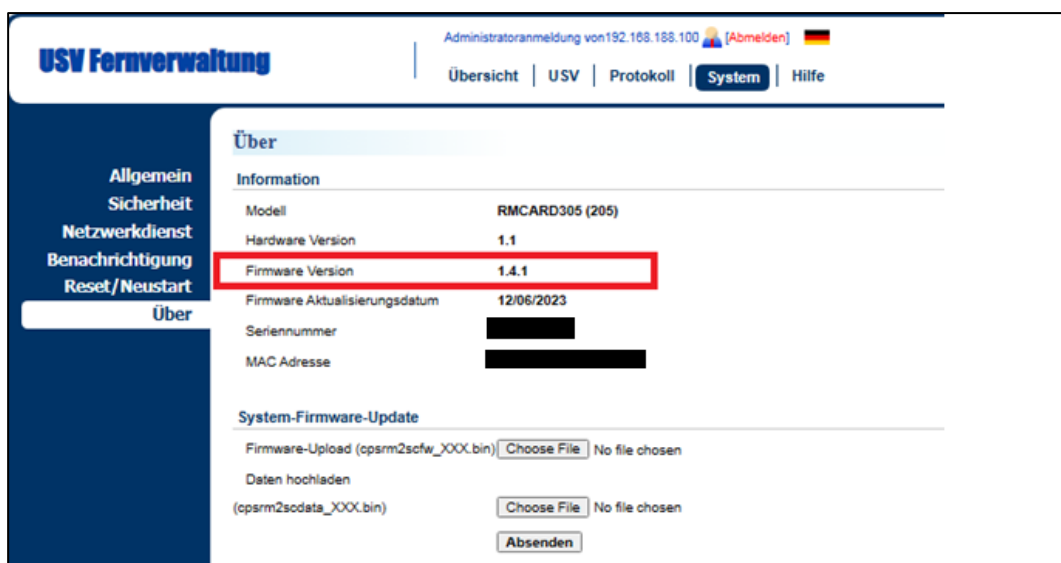 USV Fernverwaltung
Administratoranmeldung von192.168.188.100 [Abmelden]
Übersicht | USV | Protokoll | System | Hilfe
Allgemein
Sicherheit
Netzwerkdienst
Benachrichtigung
Reset/Neustart
Über
Über
Information
Modell RMCARD305 (205)
Hardware Version 1.1
Firmware Version 1.4.1
Firmware Aktualisierungsdatum 12/06/2023
Seriennummer
MAC Adresse
System-Firmware-Update
Firmware-Upload (cpsrm2scfw_XXX.bin) Choose File No file chosen
Daten hochladen
(cpsrm2scdata_XXX.bin) Choose File No file chosen
Absenden